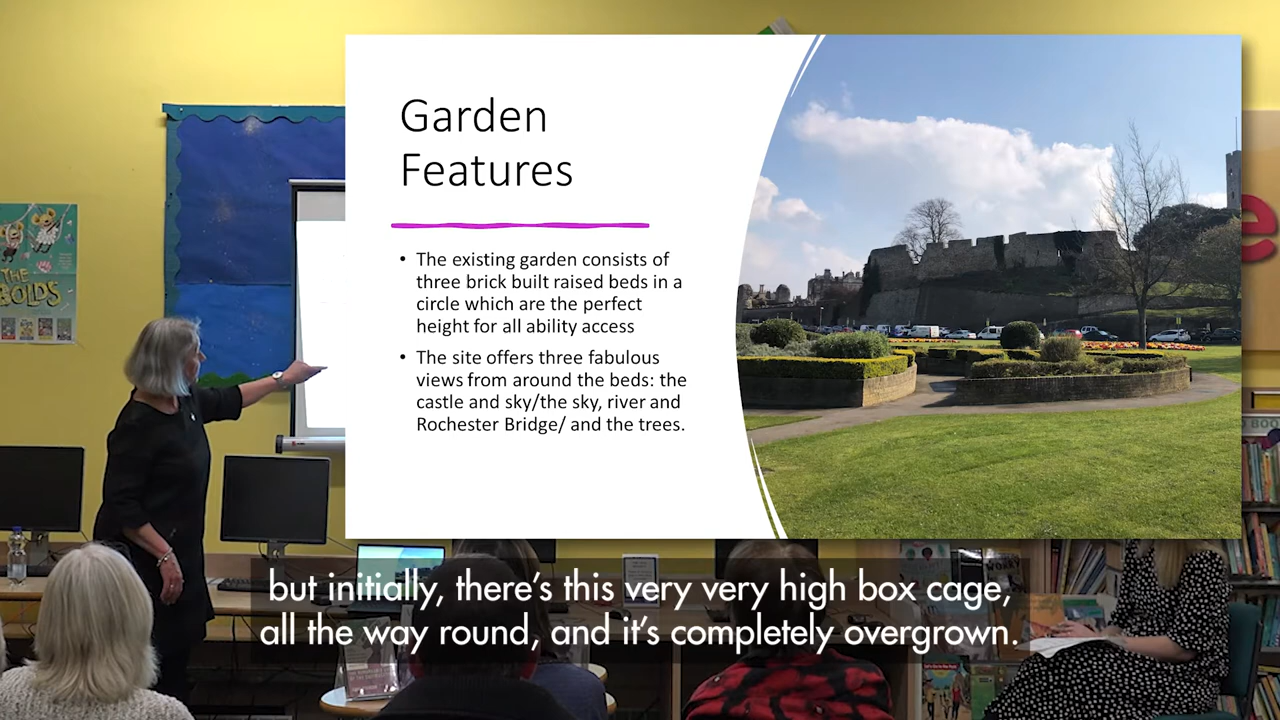 Garden
Features
• The existing garden consists of
three brick built raised beds in a
circle which are the perfect
height for all ability access
• The site offers three fabulous
views from around the beds: the
castle and sky/the sky, river and
Rochester Bridge/ and the trees.
THE
BOLDS
e
WORRY
but initially, there's this very very high box cage,
all the way round, and it's completely overgrown.